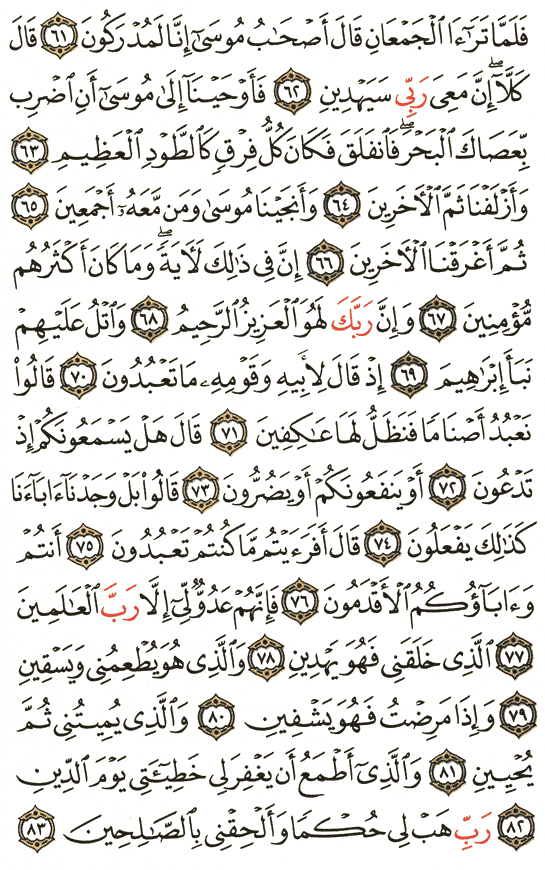 فَلَمَّا تَرَٰٓءَا ٱلْجَمْعَانِ قَالَ أَصْحَٰبُ مُوسَىٰٓ إِنَّا لَمُدْرَكُونَ ٦١ قَالَ
كَلَّآ ۖ إِنَّ مَعِىَ رَبِّى سَيَهْدِينِ ٦٢ فَأَوْحَيْنَآ إِلَىٰ مُوسَىٰٓ أَنِ ٱضْرِب
بِّعَصَاكَ ٱلْبَحْرَ ۖ فَٱنفَلَقَ فَكَانَ كُلُّ فِرْقٍ كَٱلطَّوْدِ ٱلْعَظِيمِ ٦٣
وَأَزْلَفْنَا ثَمَّ ٱلْءَاخَرِينَ ٦٤ وَأَنجَيْنَا مُوسَىٰ وَمَن مَّعَهُۥٓ أَجْمَعِينَ ٦٥
ثُمَّ أَغْرَقْنَا ٱلْءَاخَرِينَ ٦٦ إِنَّ فِى ذَٰلِكَ لَءَايَةً ۖ وَمَا كَانَ أَكْثَرُهُم
مُّؤْمِنِينَ ٦٧ وَإِنَّ رَبَّكَ لَهُوَ ٱلْعَزِيزُ ٱلرَّحِيمُ ٦٨ وَٱتْلُ عَلَيْهِمْ
نَبَأَ إِبْرَٰهِيمَ ٦٩ إِذْ قَالَ لِأَبِيهِ وَقَوْمِهِۦ مَا تَعْبُدُونَ ٧٠ قَالُوا۟
نَعْبُدُ أَصْنَامًا فَنَظَلُّ لَهَا عَٰكِفِينَ ٧١ قَالَ هَلْ يَسْمَعُونَكُمْ إِذْ
تَدْعُونَ ٧٢ أَوْ يَنفَعُونَكُمْ أَوْ يَضُرُّونَ ٧٣ قَالُوا۟ بَلْ وَجَدْنَآ ءَابَآءَنَا
كَذَٰلِكَ يَفْعَلُونَ ٧٤ قَالَ أَفَرَءَيْتُم مَّا كُنتُمْ تَعْبُدُونَ ٧٥ أَنتُمْ
وَءَابَآؤُكُمُ ٱلْأَقْدَمُونَ ٧٦ فَإِنَّهُمْ عَدُوٌّ لِّىٓ إِلَّا رَبَّ ٱلْعَٰلَمِينَ
٧٧ ٱلَّذِى خَلَقَنِى فَهُوَ يَهْدِينِ ٧٨ وَٱلَّذِى هُوَ يُطْعِمُنِى وَيَسْقِينِ
٧٩ وَإِذَا مَرِضْتُ فَهُوَ يَشْفِينِ ٨٠ وَٱلَّذِى يُمِيتُنِى ثُمَّ
يُحْيِينِ ٨١ وَٱلَّذِىٓ أَطْمَعُ أَن يَغْفِرَ لِى خَطِيٓـَٔتِى يَوْمَ ٱلدِّينِ
٨٢ رَبِّ هَبْ لِى حُكْمًا وَأَلْحِقْنِى بِٱلصَّٰلِحِينَ ٨٣